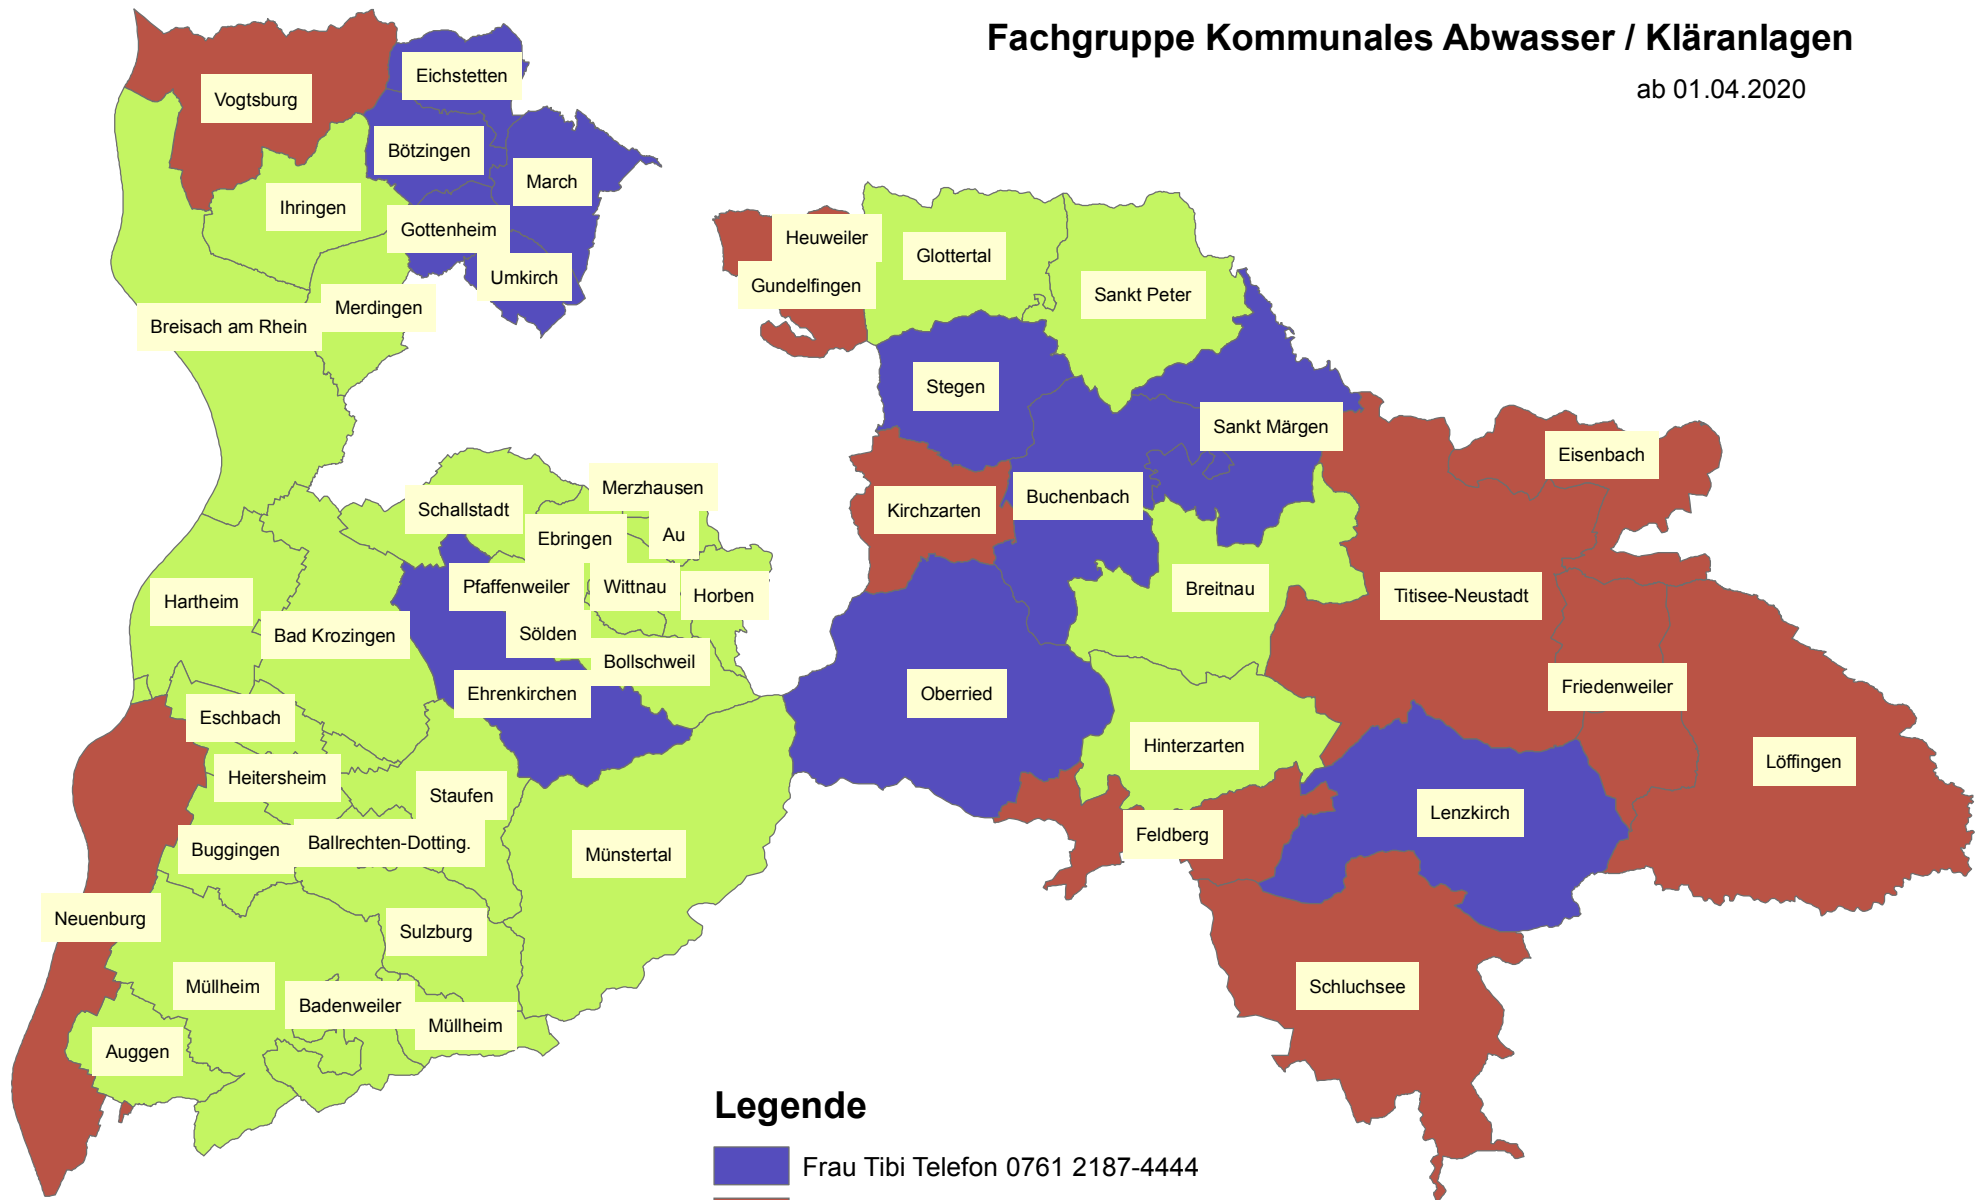 Fachgruppe Kommunales Abwasser / Kläranlagen
ab 01.04.2020
Eichstetten
Vogtsburg
Bötzingen
March
Ihringen
Gottenheim
Umkirch
Merdingen
Breisach am Rhein
Heuweiler
Glottertal
Gundelfingen
Sankt Peter
Stegen
Sankt Märgen
Eisenbach
Merzhausen
Schallstadt
Ebringen
Au
Kirchzarten
Buchenbach
Pfaffenweiler
Wittnau
Horben
Hartheim
Bad Krozingen
Sölden
Bollschweil
Breitnau
Titisee-Neustadt
Ehrenkirchen
Oberried
Friedenweiler
Eschbach
Hinterzarten
Löffingen
Heitersheim
Staufen
Lenzkirch
Buggingen
Ballrechten-Dotting.
Münstertal
Feldberg
Neuenburg
Sulzburg
Müllheim
Badenweiler
Müllheim
Schluchsee
Auggen
Legende
Frau Tibi Telefon 0761 2187-4444